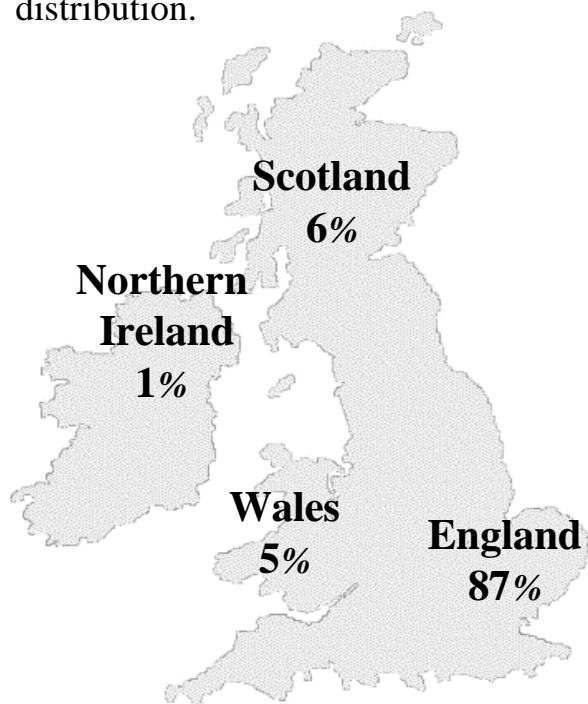 distribution.
Scotland
6%
Northern
Ireland
1%
Wales
5%
England
87%